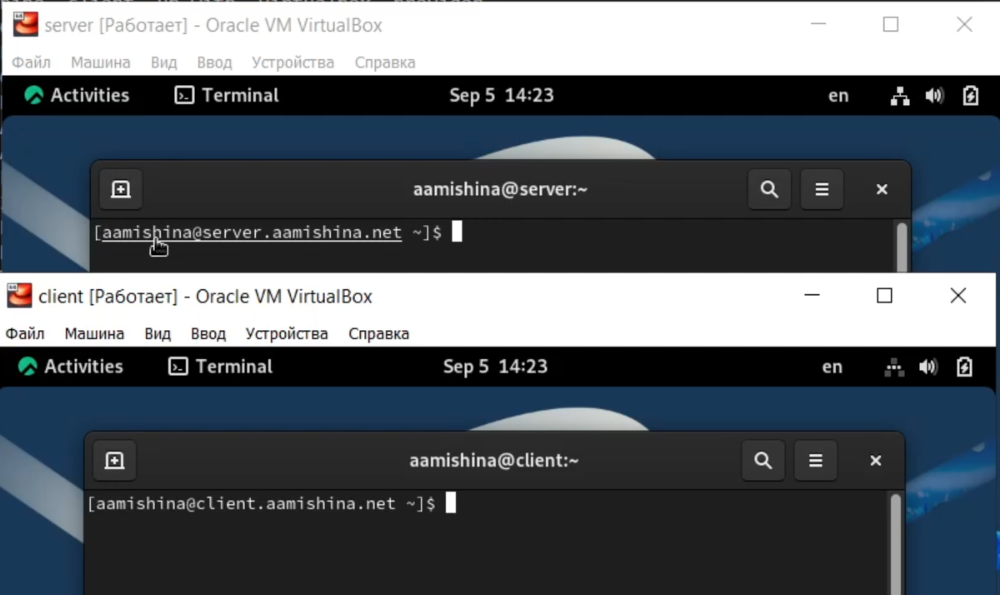 server [Работает] - Oracle VM VirtualBox
Файл Машина Вид Ввод Устройства Справка
Activities Terminal Sep 5 14:23 en
aamishina@server:~
[aamishina@server.aamishina.net ~]$
client [Работает] - Oracle VM VirtualBox
Файл Машина Вид Ввод Устройства Справка
Activities Terminal Sep 5 14:23 en
aamishina@client:~
[aamishina@client.aamishina.net ~]$